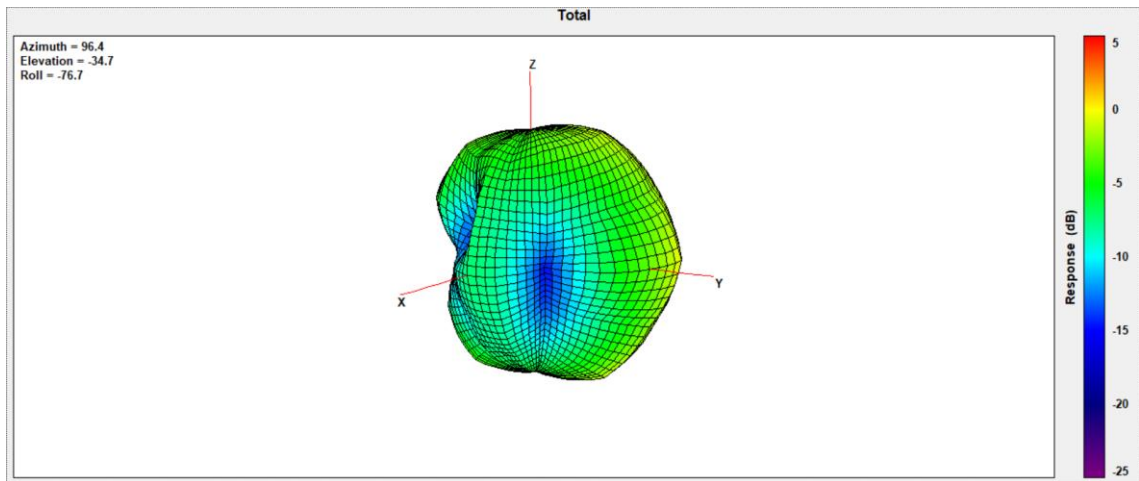 Total
Azimuth = 96.4
Elevation = -34.7
Roll = -76.7
Z
X
Y
5
0
-5
-10
-15
-20
-25
Response (dB)